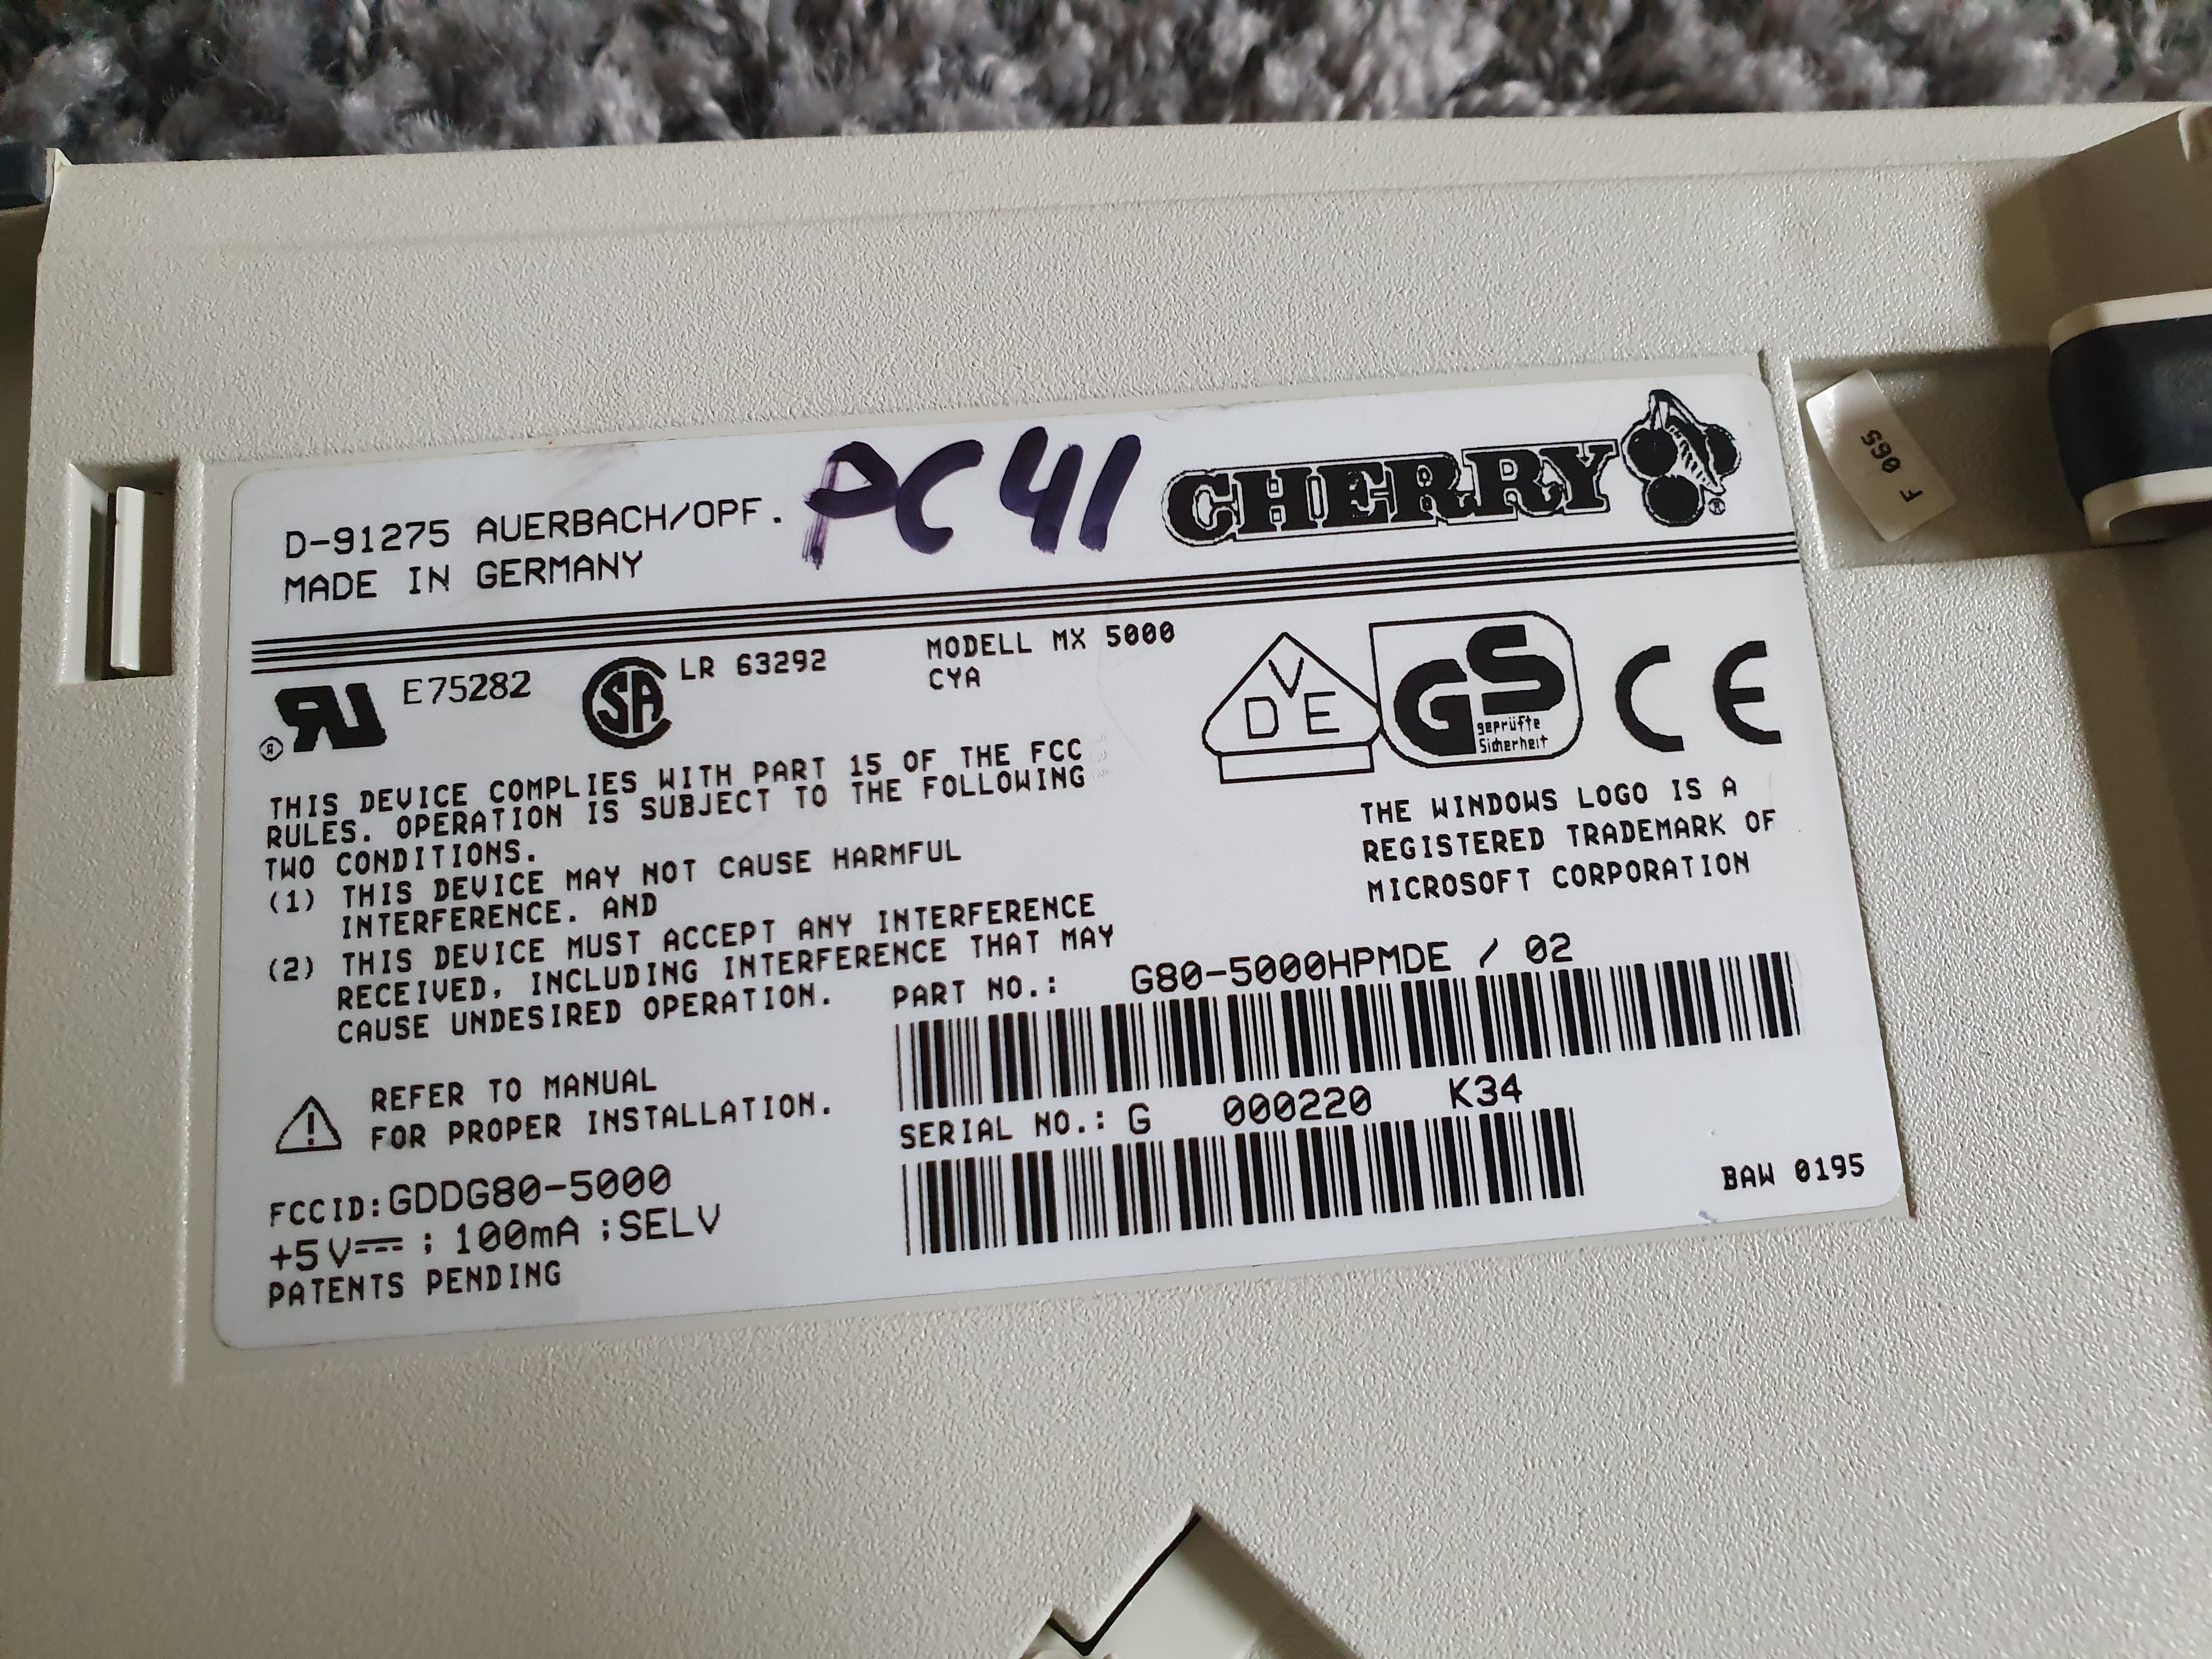 D-91275 AUERBACH/OPF.
MADE IN GERMANY
PC41
CHERRY
®
F 065
E75282
SA
LR 63292
MODELL MX 5000
CYA
VDE
GS
geprüfte
Sicherheit
CE
®
THIS DEVICE COMPLIES WITH PART 15 OF THE FCC
RULES. OPERATION IS SUBJECT TO THE FOLLOWING
TWO CONDITIONS.
(1) THIS DEVICE MAY NOT CAUSE HARMFUL
INTERFERENCE. AND
(2) THIS DEVICE MUST ACCEPT ANY INTERFERENCE
RECEIVED, INCLUDING INTERFERENCE THAT MAY
CAUSE UNDESIRED OPERATION.
THE WINDOWS LOGO IS A
REGISTERED TRADEMARK OF
MICROSOFT CORPORATION
PART NO.: G80-5000HPMDE / 02
SERIAL NO.: G 000220 K34
REFER TO MANUAL
FOR PROPER INSTALLATION.
FCCID:GDDG80-5000
+5V⎓ ; 100mA ;SELV
PATENTS PENDING
BAW 0195